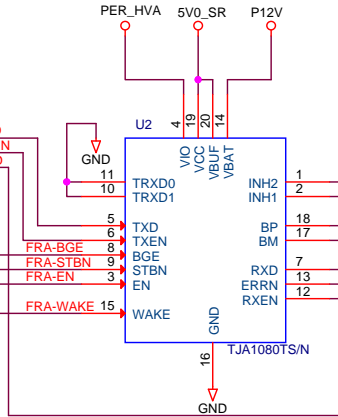 PER_HVA 5V0_SR P12V
U2
4 19 20 14
VIO VCC VBUF VBAT
GND
11 TRXD0 INH2 1
10 TRXD1 INH1 2
5 TXD BP 18
6 TXEN BM 17
FRA-BGE 8 BGE
FRA-STBN 9 STBN RXD 7
FRA-EN 3 EN ERRN 13
RXEN 12
FRA-WAKE 15 WAKE
GND
16 TJA1080TS/N
GND